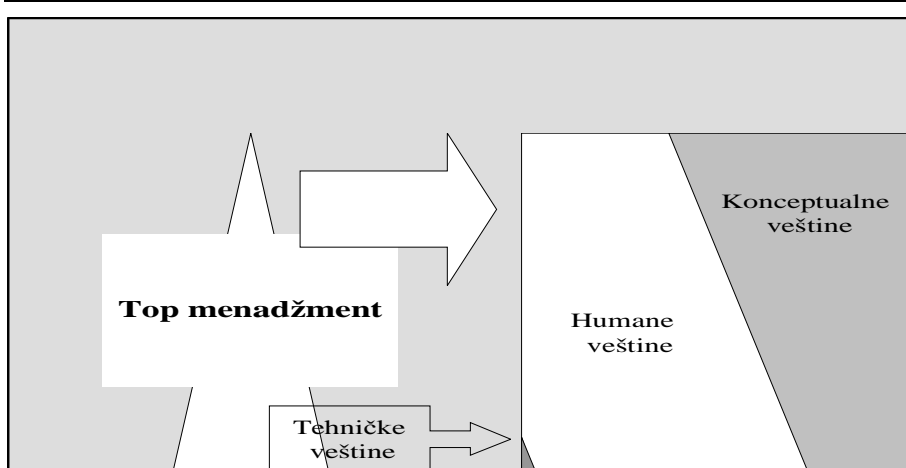 Konceptualne
veštine
Top menadžment
Humane
veštine
Tehničke
veštine